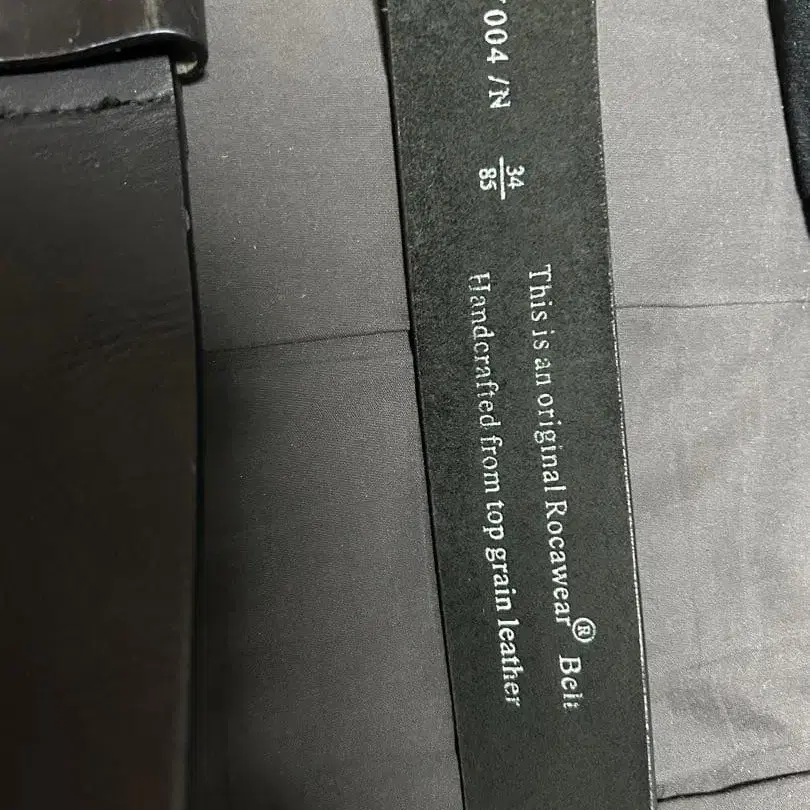 004 /N
34
85
This is an original Rocawear® Belt
Handcrafted from top grain leather